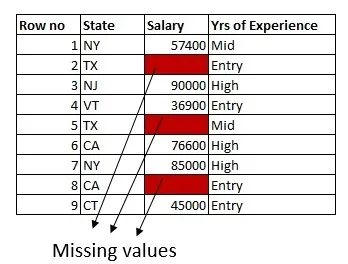 Row no State Salary Yrs of Experience
1 NY 57400 Mid
2 TX Entry
3 NJ 90000 High
4 VT 36900 Entry
5 TX Mid
6 CA 76600 High
7 NY 85000 High
8 CA Entry
9 CT 45000 Entry
Missing values